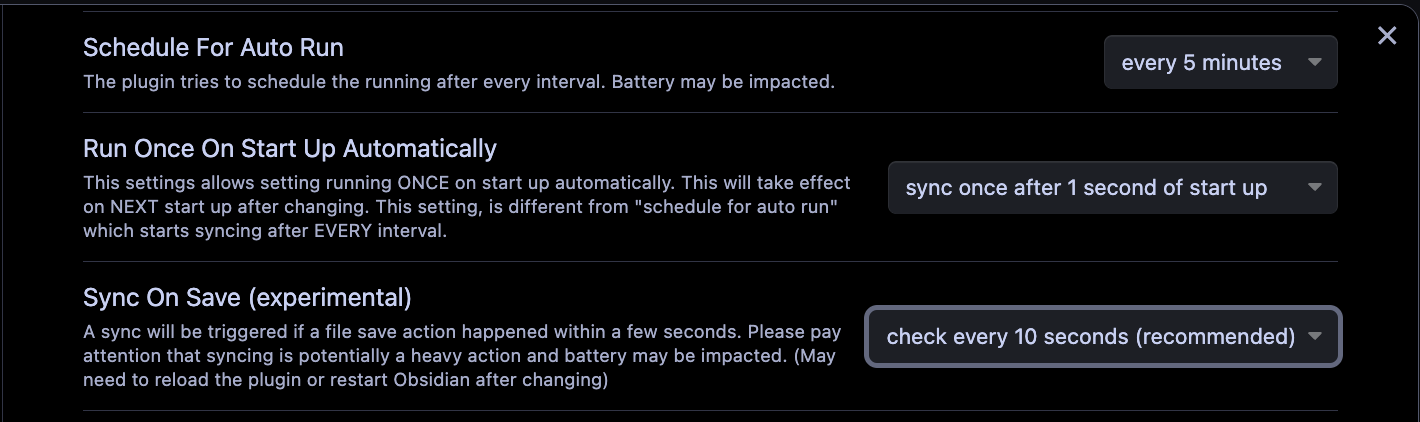 Schedule For Auto Run
The plugin tries to schedule the running after every interval. Battery may be impacted.
every 5 minutes
Run Once On Start Up Automatically
This settings allows setting running ONCE on start up automatically. This will take effect
on NEXT start up after changing. This setting, is different from "schedule for auto run"
which starts syncing after EVERY interval.
sync once after 1 second of start up
Sync On Save (experimental)
A sync will be triggered if a file save action happened within a few seconds. Please pay
attention that syncing is potentially a heavy action and battery may be impacted. (May
need to reload the plugin or restart Obsidian after changing)
check every 10 seconds (recommended)